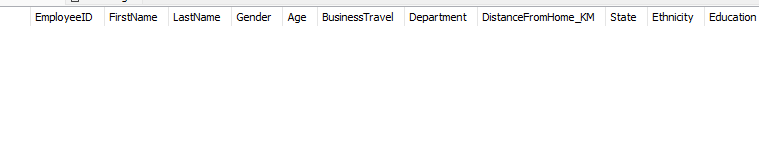 EmployeeID FirstName LastName Gender Age BusinessTravel Department DistanceFromHome_KM State Ethnicity Education